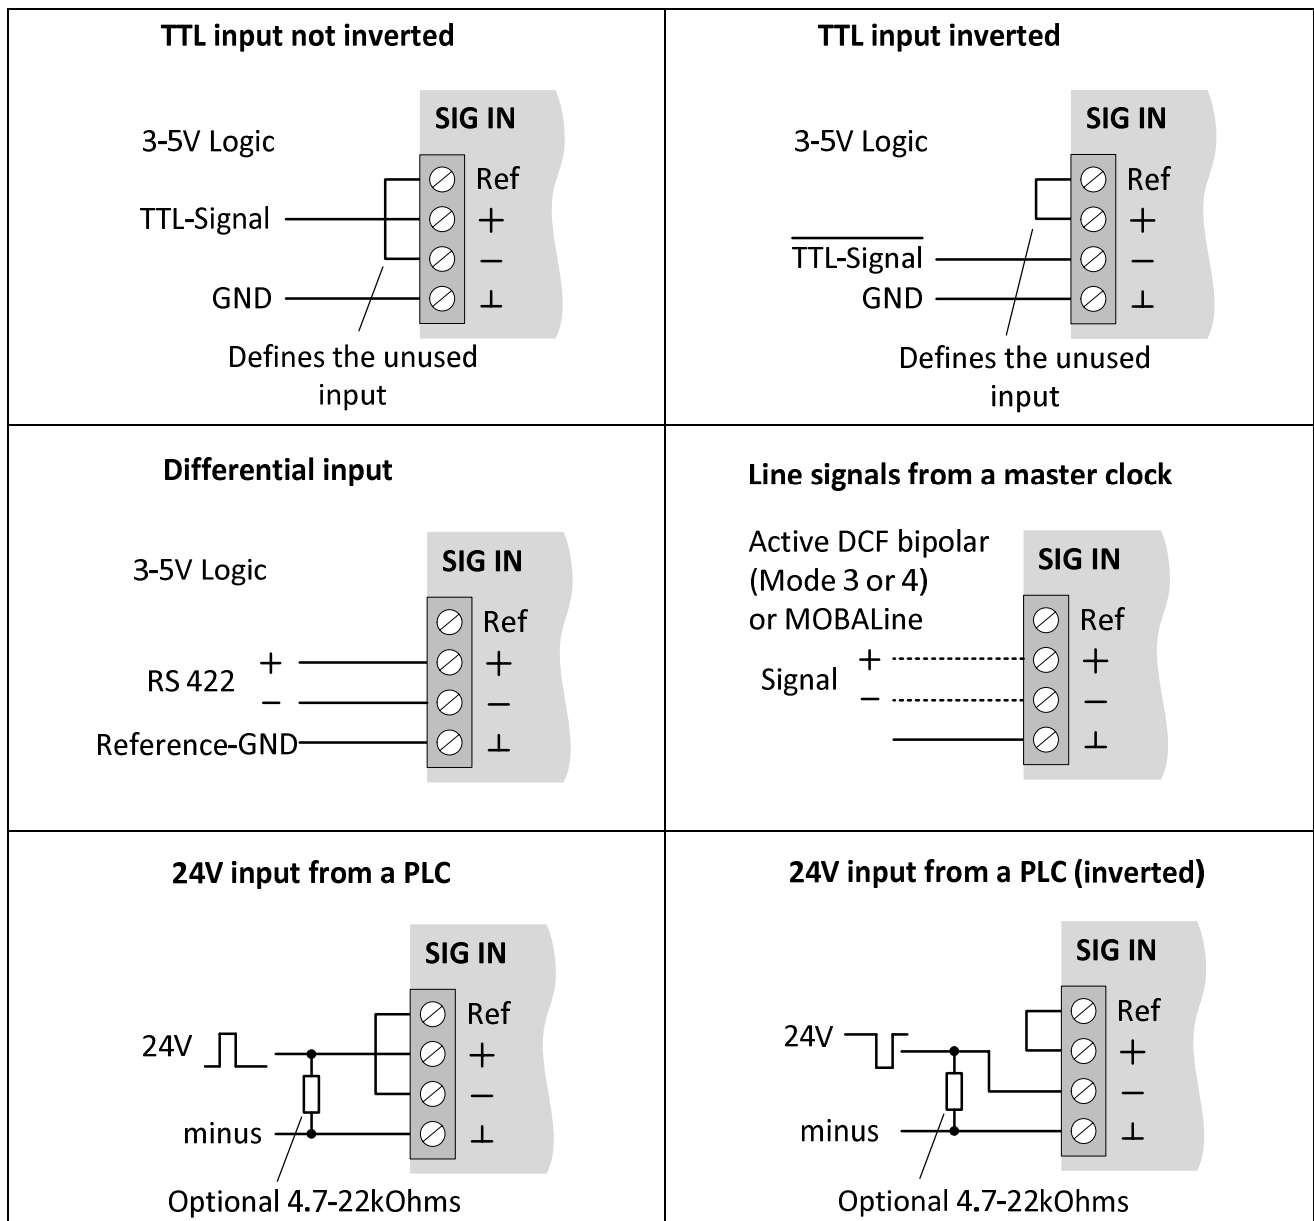 TTL input not inverted
SIG IN
3-5V Logic
Ref
TTL-Signal
+
−
GND
⊥
Defines the unused
input
TTL input inverted
SIG IN
3-5V Logic
Ref
+
TTL-Signal
−
GND
⊥
Defines the unused
input
Differential input
SIG IN
3-5V Logic
Ref
+
+
RS 422
−
−
Reference-GND
⊥
Line signals from a master clock
Active DCF bipolar
SIG IN
(Mode 3 or 4)
or MOBALine
Ref
+
+
Signal
−
−
⊥
24V input from a PLC
SIG IN
Ref
24V
+
−
minus
⊥
Optional 4.7-22kOhms
24V input from a PLC (inverted)
SIG IN
Ref
24V
+
−
minus
⊥
Optional 4.7-22kOhms